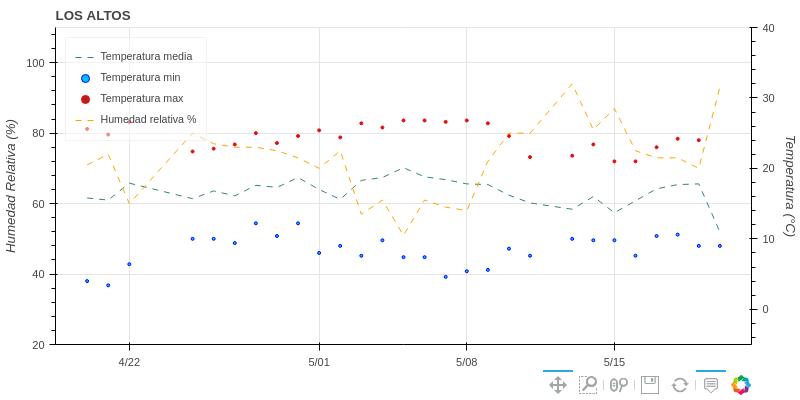 LOS ALTOS
Temperatura media
Temperatura min
Temperatura max
Humedad relativa %
Humedad Relativa (%)
100
80
60
40
20
40
30
20
10
0
Temperatura (°C)
4/22
5/01
5/08
5/15